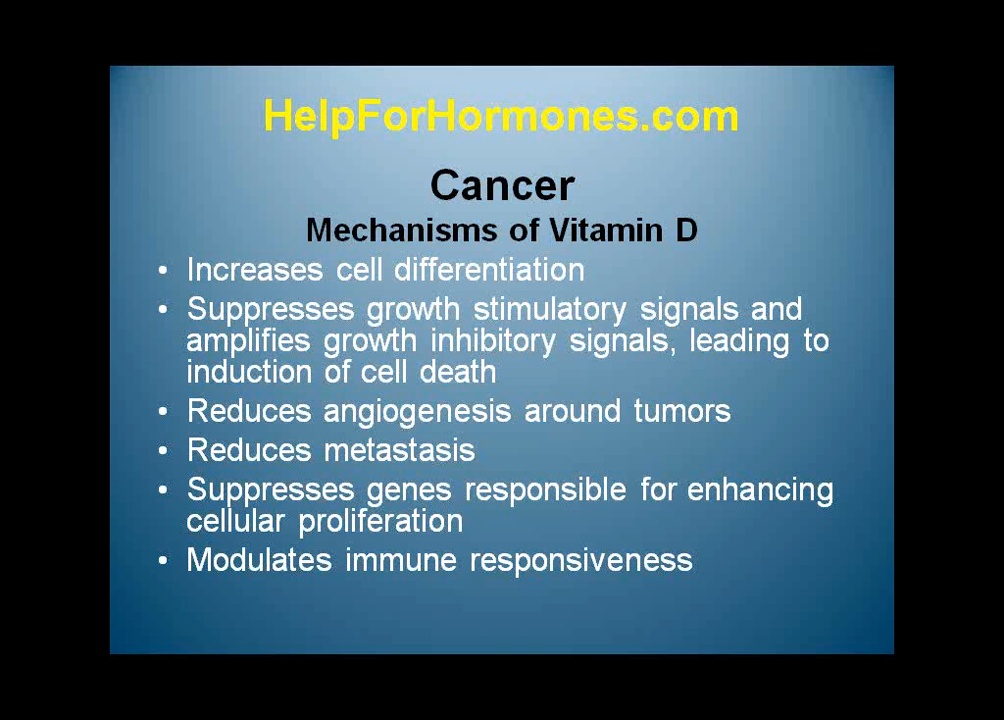 HelpForHormones.com
Cancer
Mechanisms of Vitamin D
• Increases cell differentiation
• Suppresses growth stimulatory signals and
amplifies growth inhibitory signals, leading to
induction of cell death
• Reduces angiogenesis around tumors
• Reduces metastasis
• Suppresses genes responsible for enhancing
cellular proliferation
• Modulates immune responsiveness